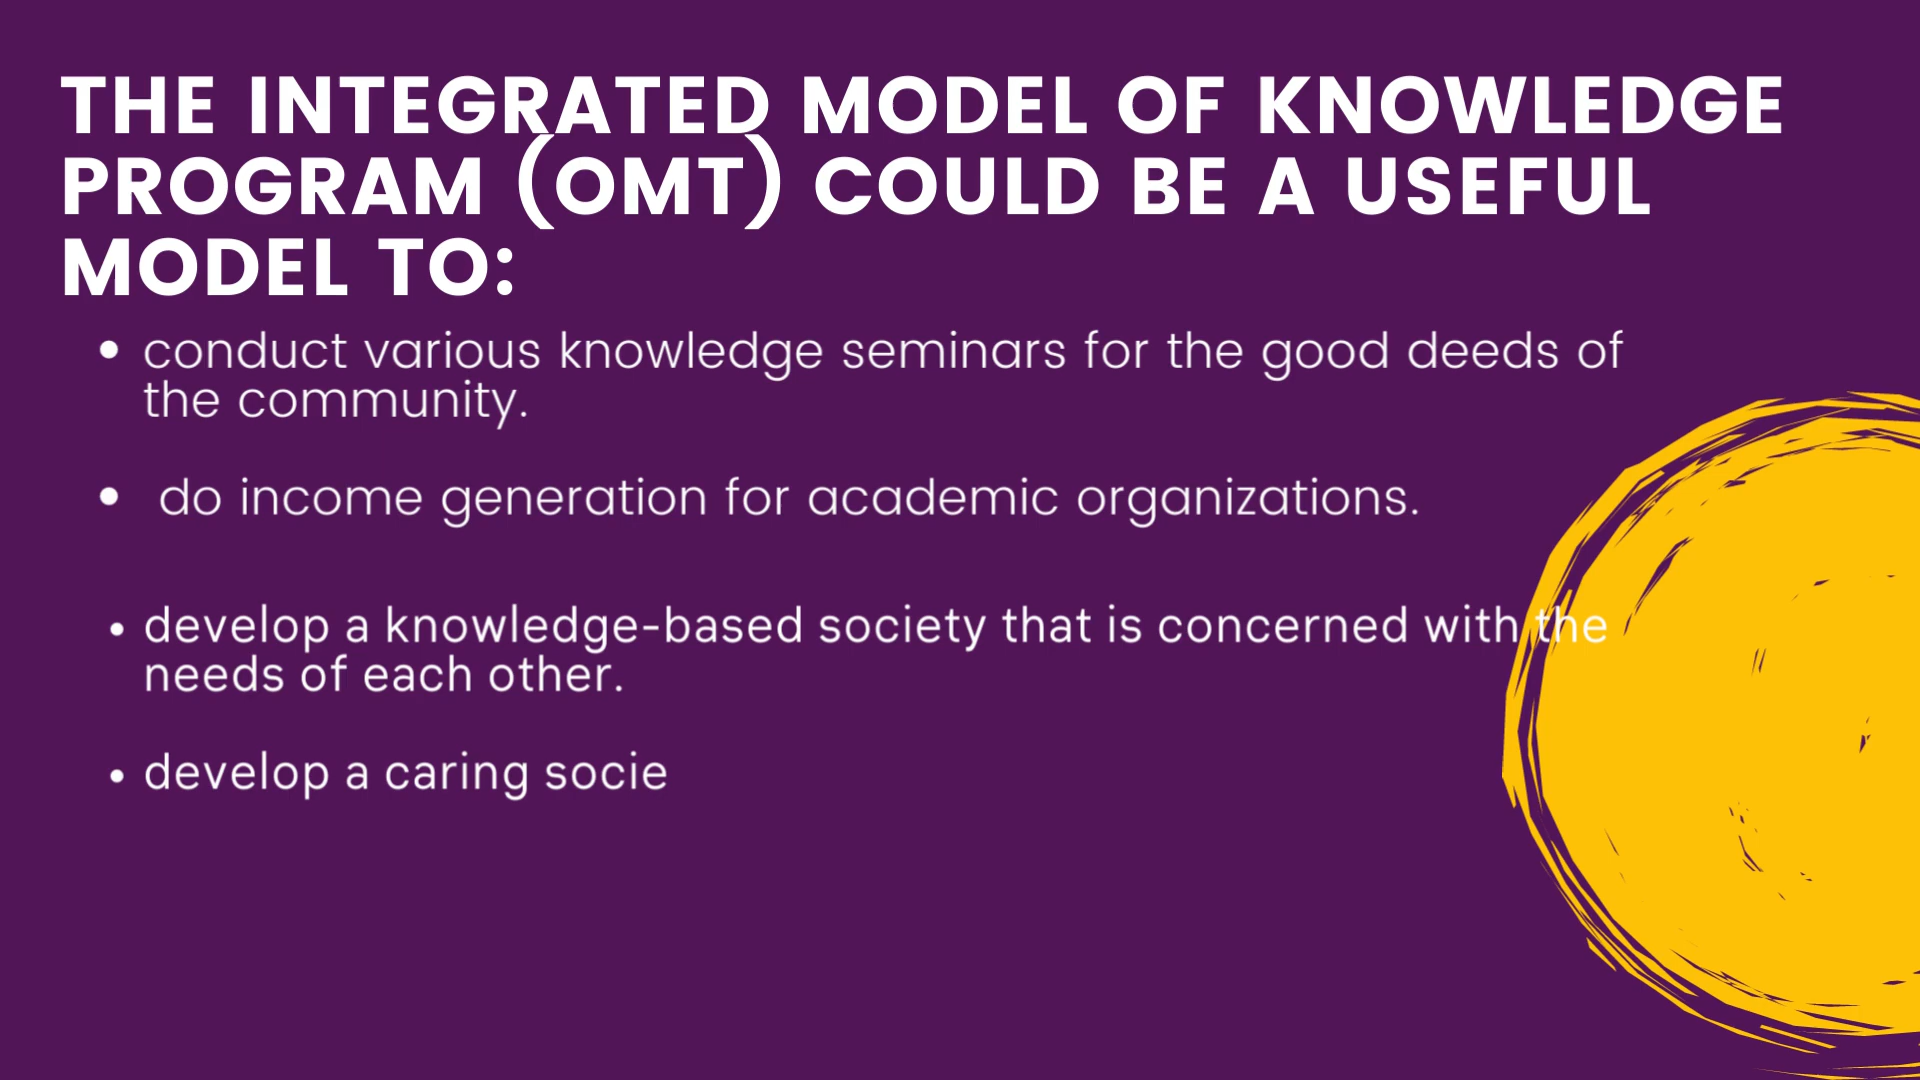 THE INTEGRATED MODEL OF KNOWLEDGE
PROGRAM (OMT) COULD BE A USEFUL
MODEL TO:
• conduct various knowledge seminars for the good deeds of
the community.
• do income generation for academic organizations.
• develop a knowledge-based society that is concerned with the
needs of each other.
• develop a caring socie